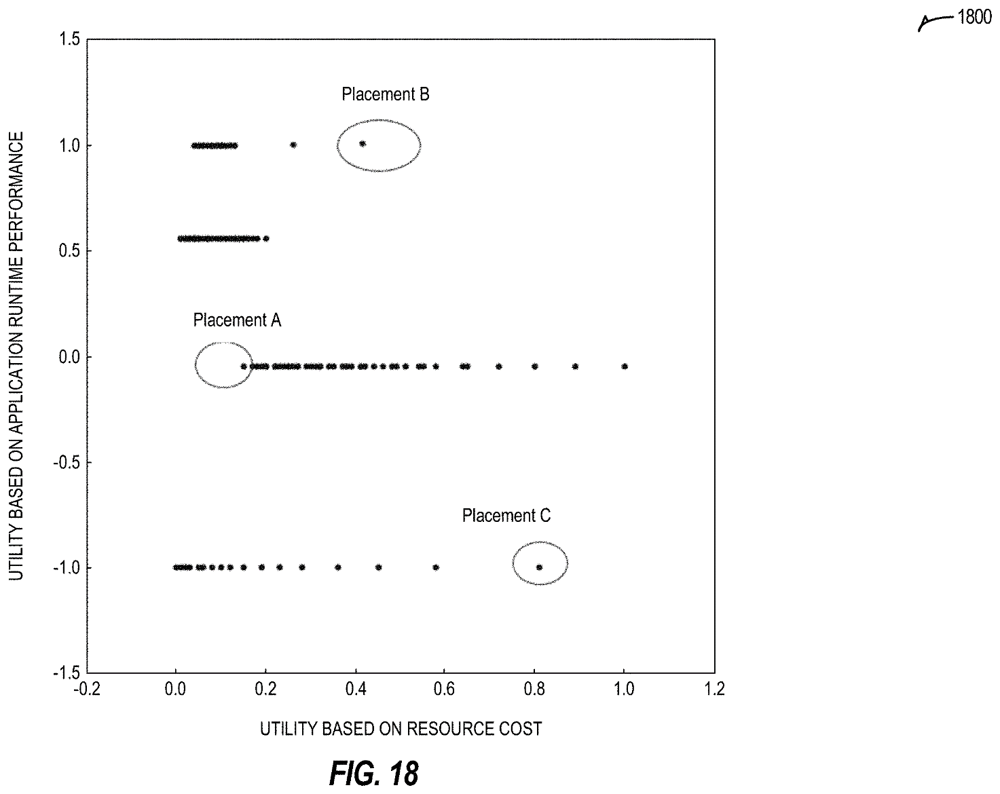 1800
UTILITY BASED ON APPLICATION RUNTIME PERFORMANCE
1.5
1.0
0.5
0.0
-0.5
-1.0
-1.5
Placement B
Placement A
Placement C
-0.2
0.0
0.2
0.4
0.6
0.8
1.0
1.2
UTILITY BASED ON RESOURCE COST
FIG. 18